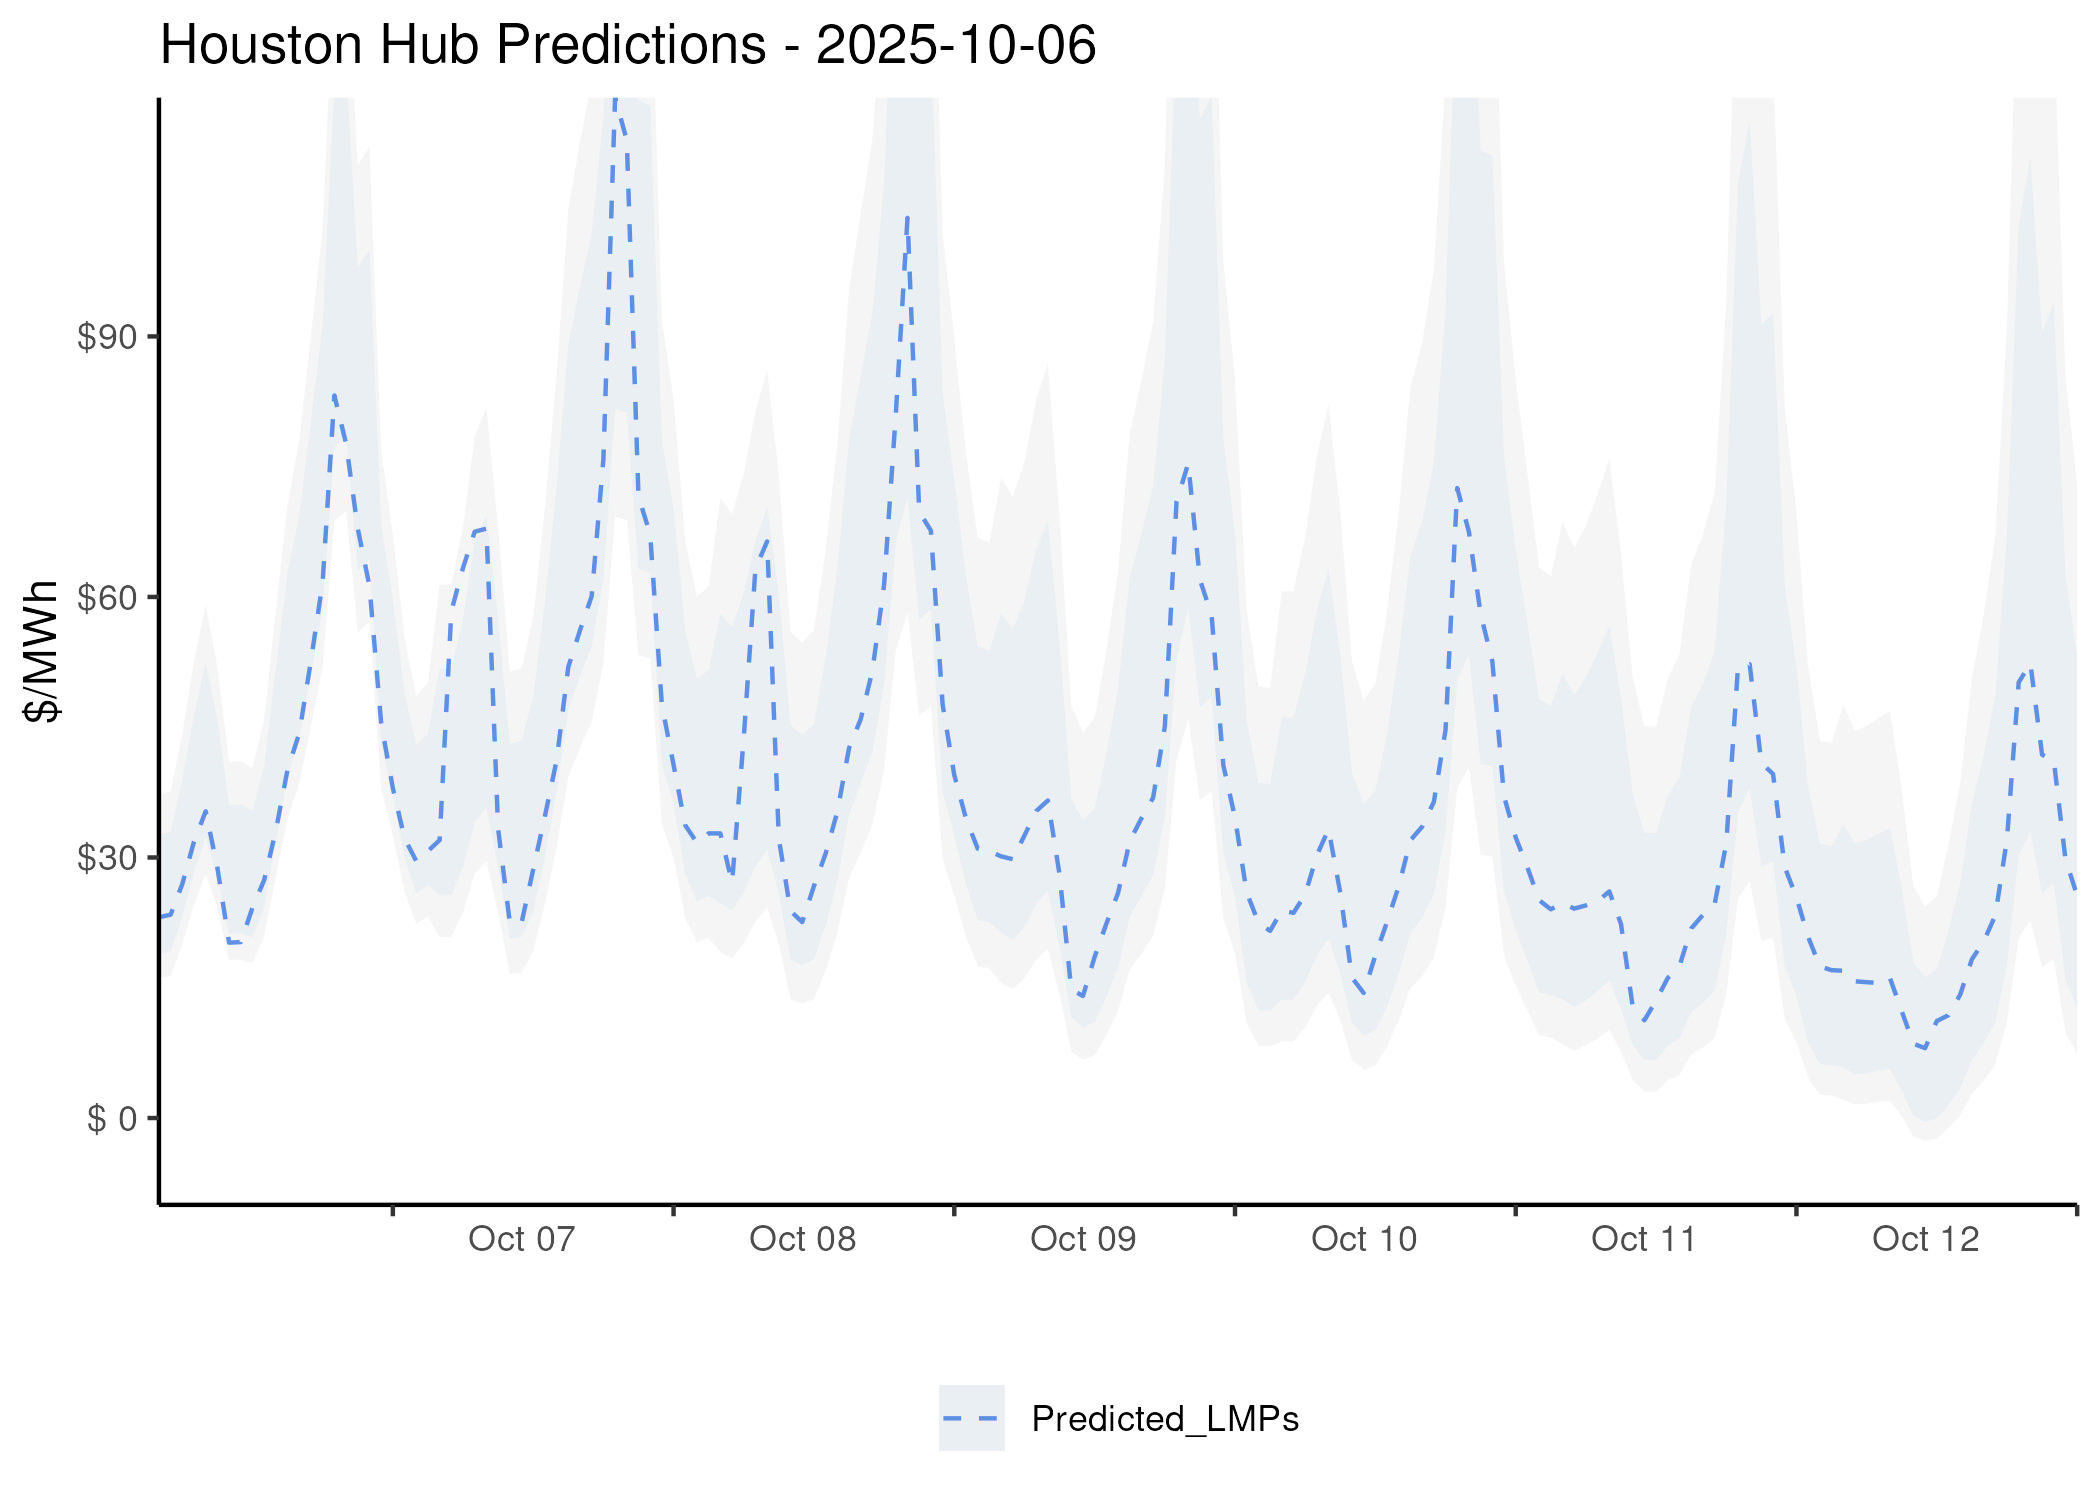 Houston Hub Predictions - 2025-10-06
$/MWh
$90
$60
$30
$ 0
Oct 07
Oct 08
Oct 09
Oct 10
Oct 11
Oct 12
Predicted_LMPs